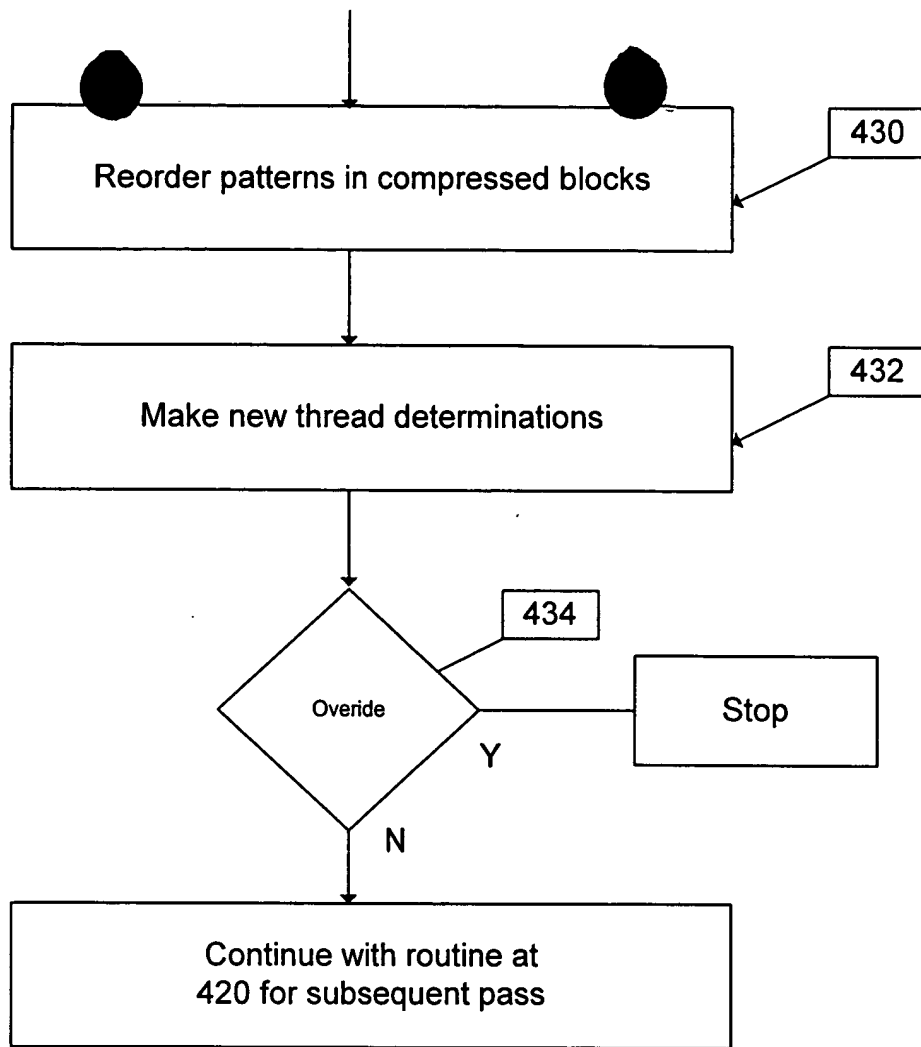 430
Reorder patterns in compressed blocks
432
Make new thread determinations
434
Overide
Stop
Y
N
Continue with routine at
420 for subsequent pass